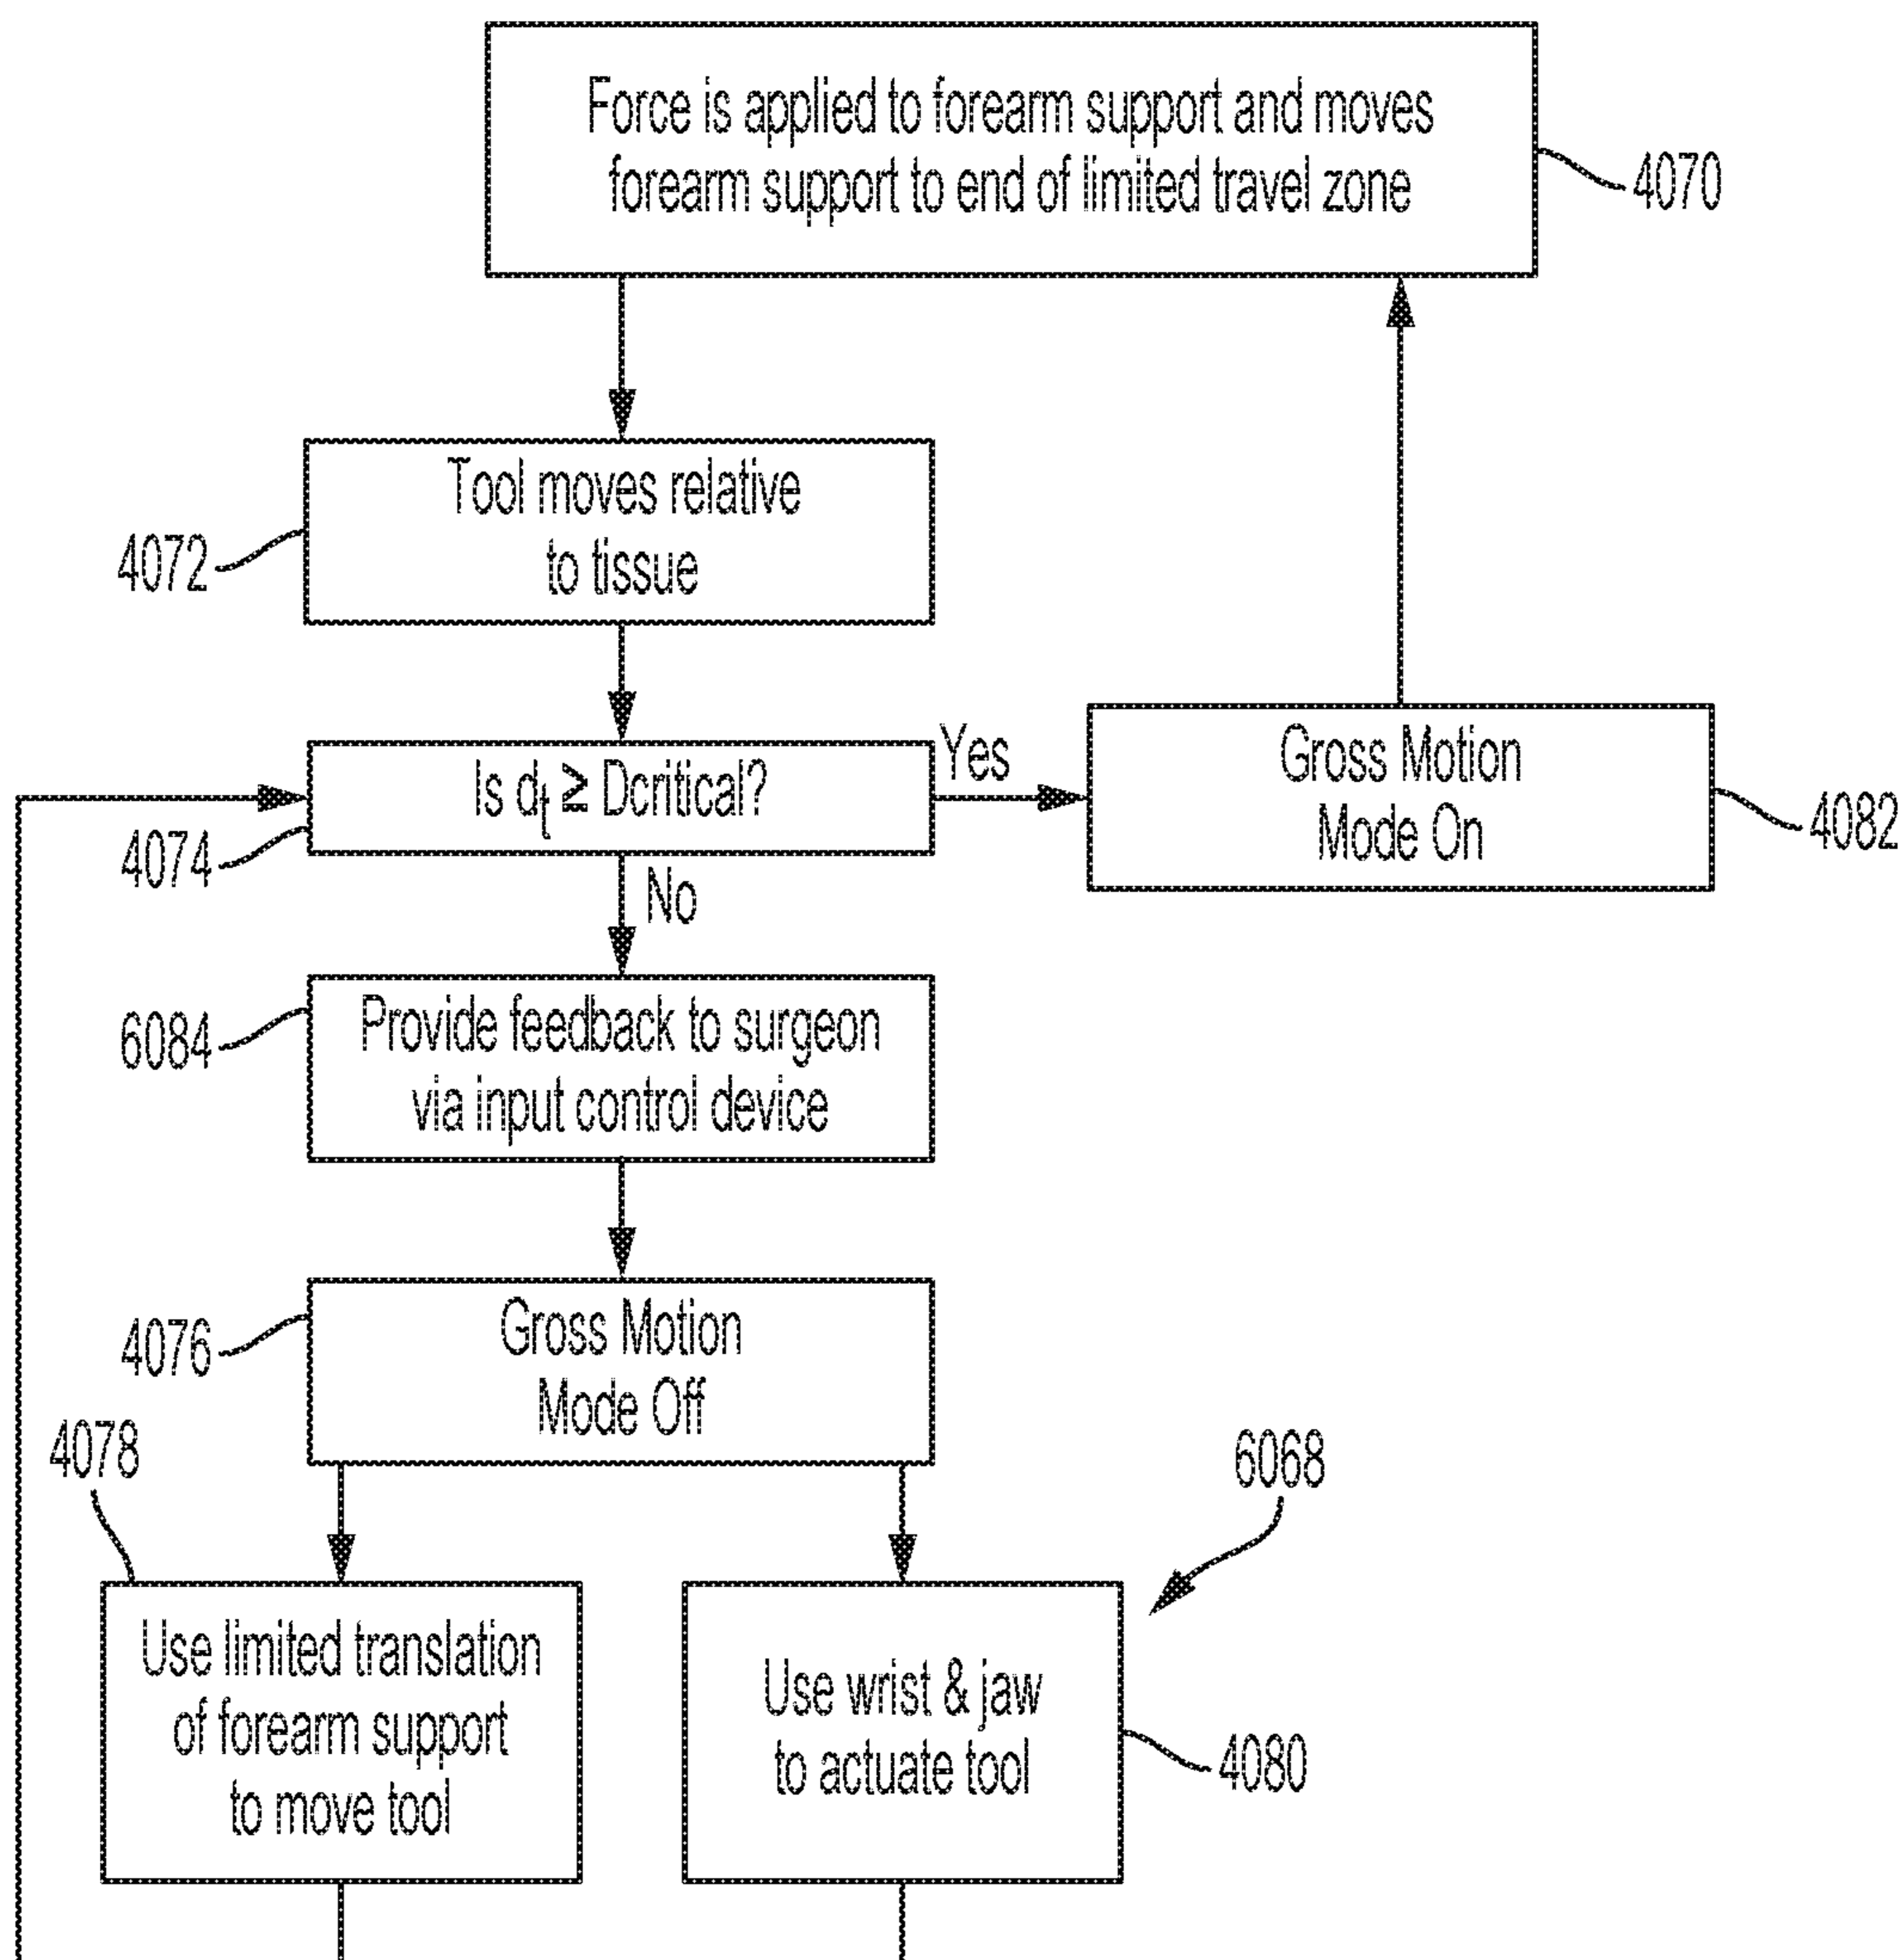 Force is applied to forearm support and moves
forearm support to end of limited travel zone
4070
Tool moves relative
to tissue
4072
Is dt ≥ Dcritical?
4074
Yes
Gross Motion
Mode On
4082
No
Provide feedback to surgeon
via input control device
6084
Gross Motion
Mode Off
4076
4078
6068
Use limited translation
of forearm support
to move tool
Use wrist & jaw
to actuate tool
4080